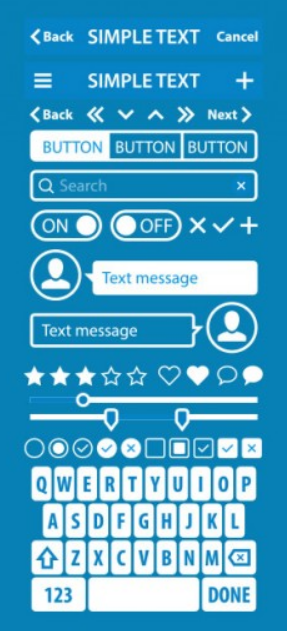 Back SIMPLE TEXT Cancel
SIMPLE TEXT
Back Next
BUTTON BUTTON BUTTON
Search
ON OFF
Text message
Text message
Q W E R T Y U I O P
A S D F G H J K L
Z X C V B N M
123 DONE